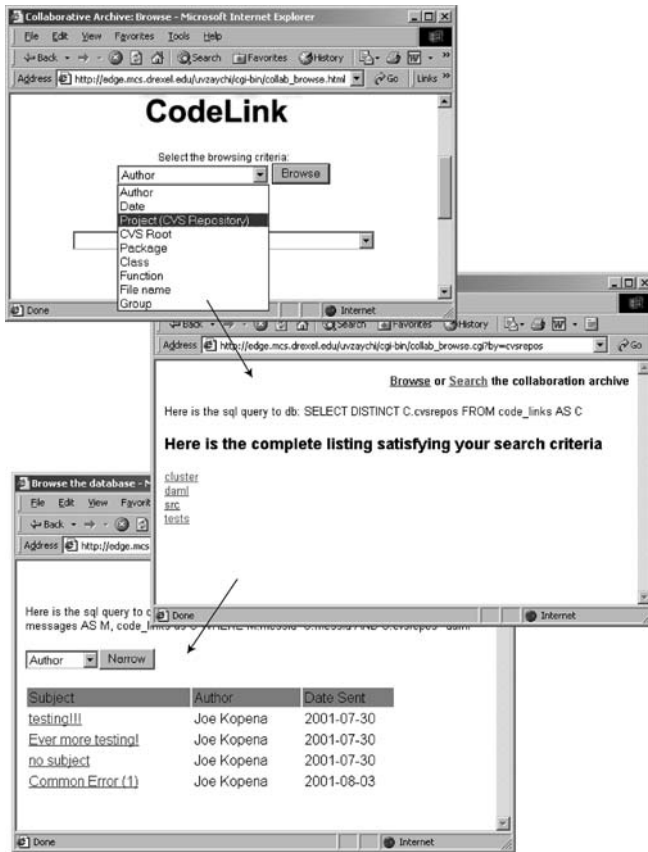 Collaborative Archive: Browse - Microsoft Internet Explorer
File Edit View Favorites Tools Help
Back Search Favorites History
Address http://edge.mcs.drexel.edu/uvzaychi/cgi-bin/collab_browse.html Go Links
CodeLink
Select the browsing criteria:
Author Browse
Author
Date
Project (CVS Repository)
CVS Root
Package
Class
Function
File name
Group
Done Internet
Back Search Favorites History
Address http://edge.mcs.drexel.edu/uvzaychi/cgi-bin/collab_browse.cgi?by=cvsrepos Go
Browse or Search the collaboration archive
Here is the sql query to db: SELECT DISTINCT C.cvsrepos FROM code_links AS C
Here is the complete listing satisfying your search criteria
cluster
daml
src
tests
Done Internet
Browse the database -
File Edit View
Back
Address http://edge.mcs
Here is the sql query to
messages AS M,
Author Narrow
Subject Author Date Sent
testing!!! Joe Kopena 2001-07-30
Ever more testing! Joe Kopena 2001-07-30
no subject Joe Kopena 2001-07-30
Common Error (1) Joe Kopena 2001-08-03
Done Internet